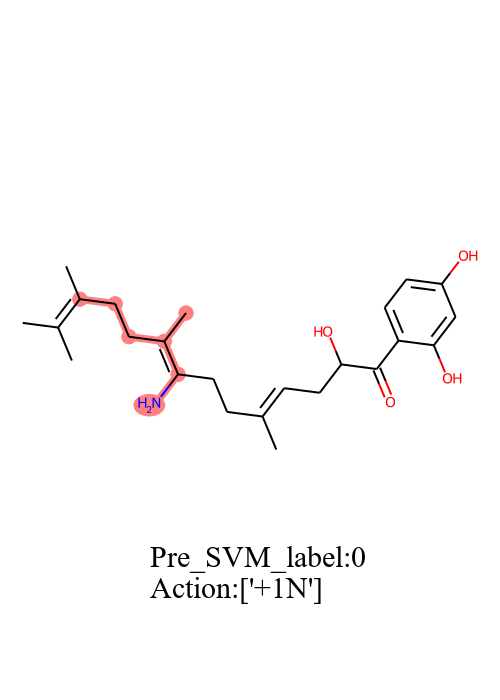 OH
HO
OH
H2N
O
Pre_SVM_label:0
Action:['+1N']